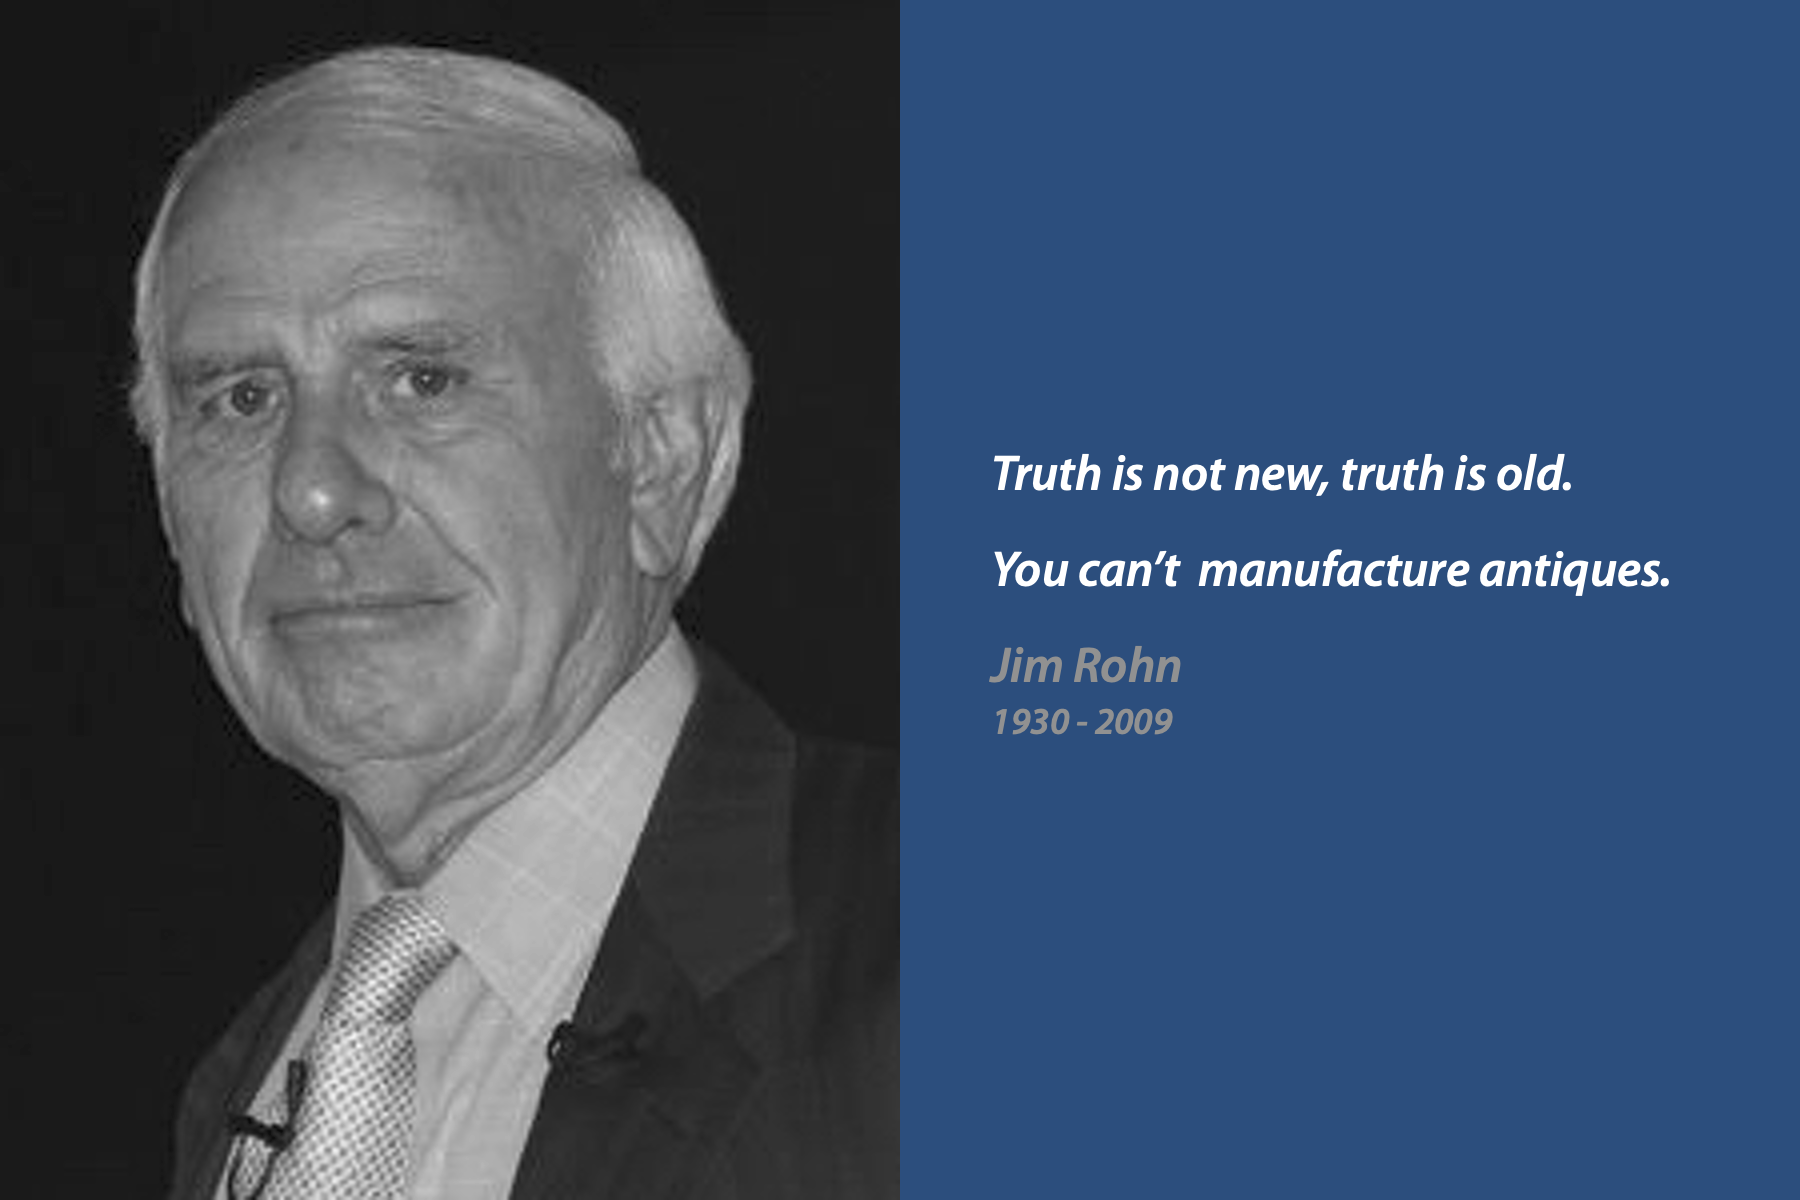 Truth is not new, truth is old.
You can’t  manufacture antiques.
Jim Rohn
1930 - 2009